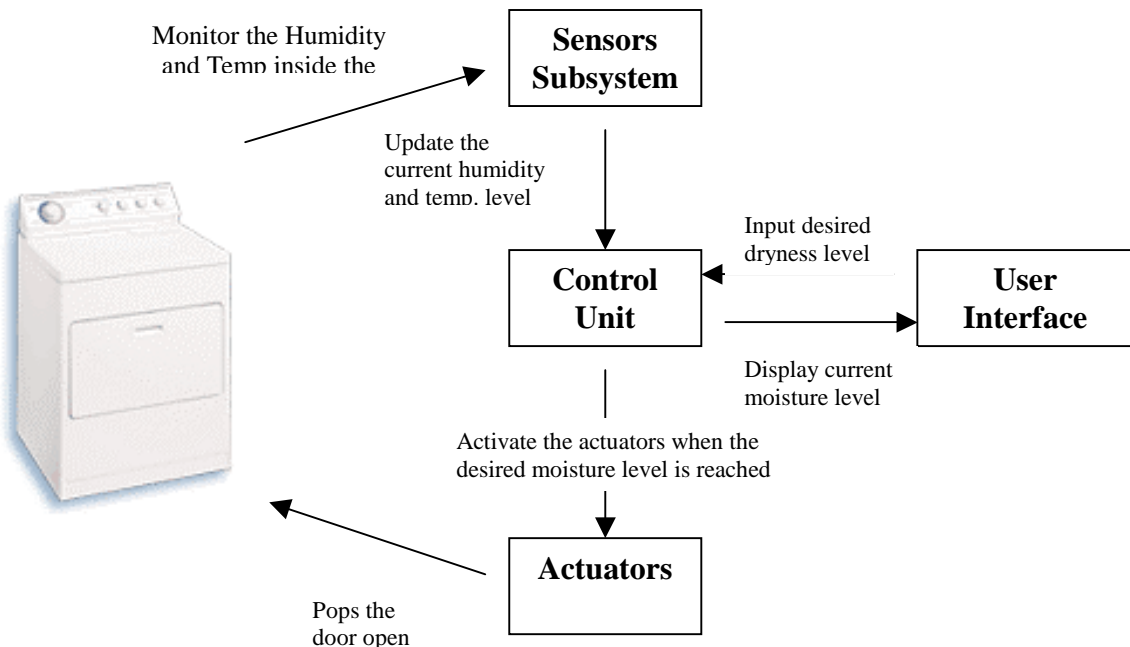 Monitor the Humidity
and Temp inside the
Sensors
Subsystem
Update the
current humidity
and temp. level
Input desired
dryness level
Control
Unit
User
Interface
Display current
moisture level
Activate the actuators when the
desired moisture level is reached
Actuators
Pops the
door open